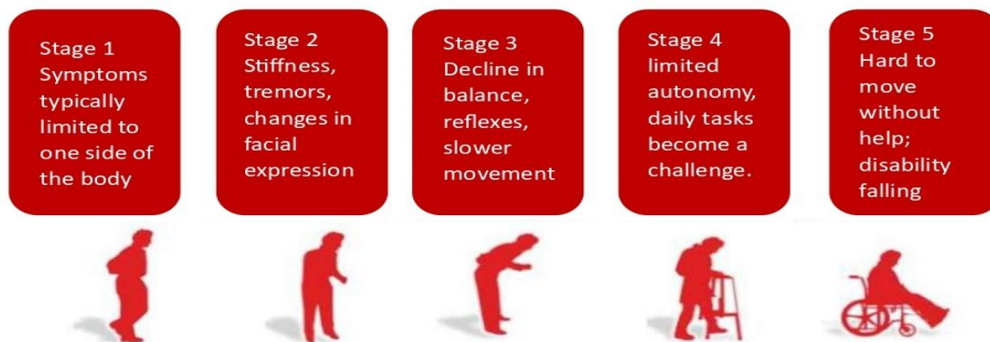 Stage 1
Symptoms
typically
limited to
one side of
the body
Stage 2
Stiffness,
tremors,
changes in
facial
expression
Stage 3
Decline in
balance,
reflexes,
slower
movement
Stage 4
limited
autonomy,
daily tasks
become a
challenge.
Stage 5
Hard to
move
without
help;
disability
falling